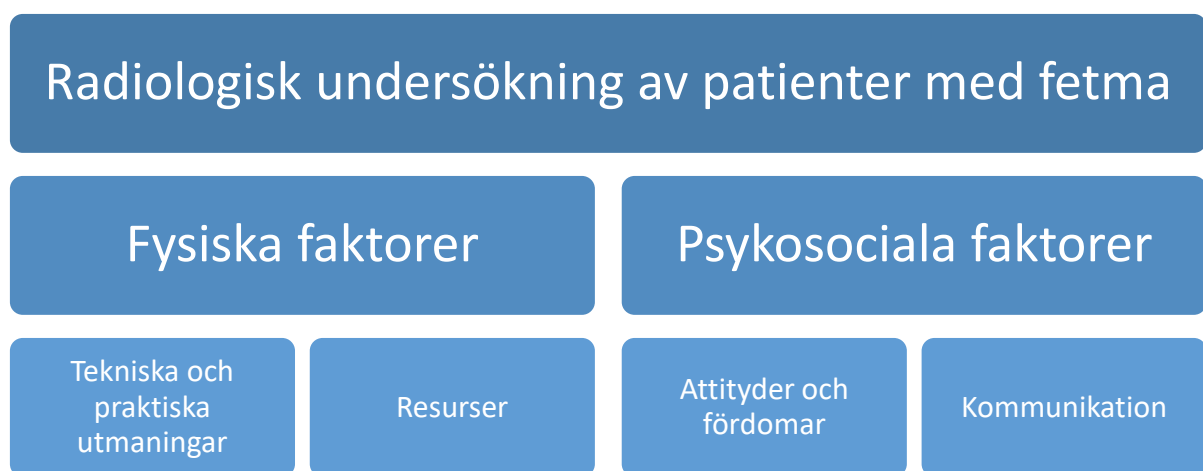 Radiologisk undersökning av patienter med fetma
Fysiska faktorer
Psykosociala faktorer
Tekniska och
praktiska
utmaningar
Resurser
Attityder och
fördomar
Kommunikation